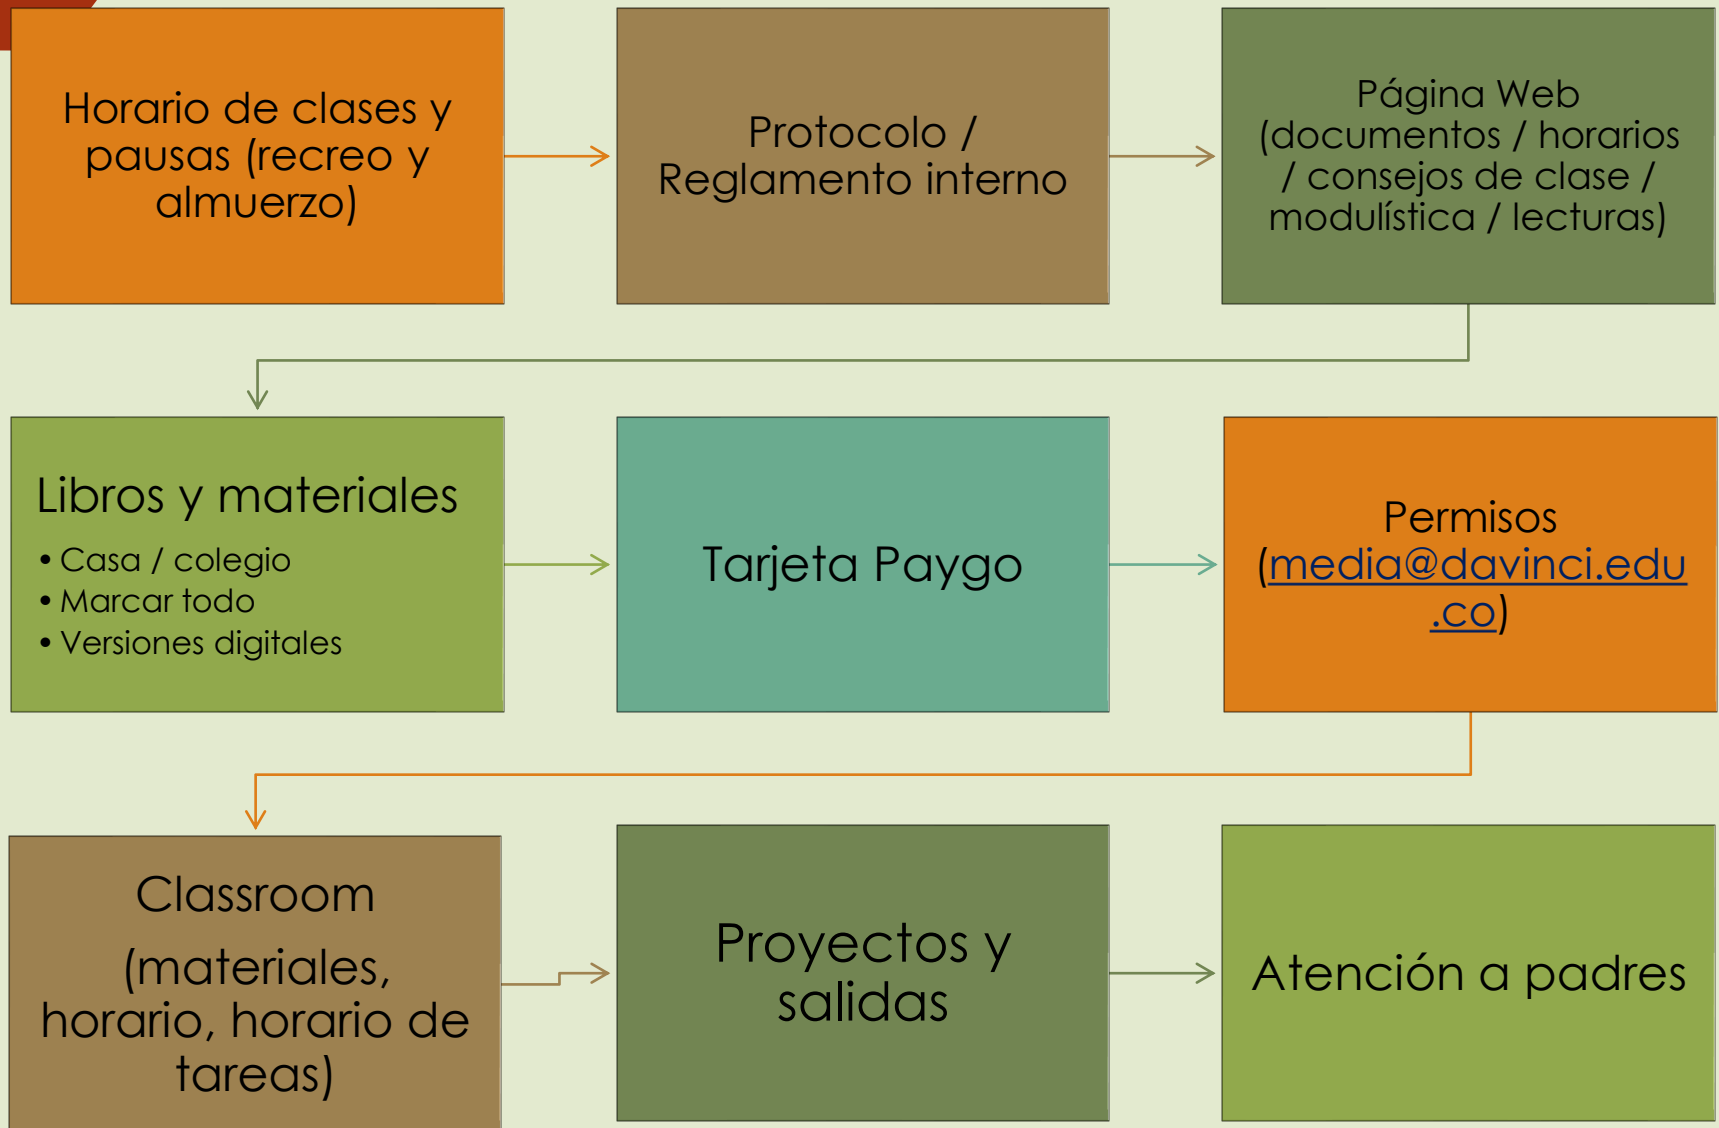 Horario de clases y
pausas (recreo y
almuerzo)
Protocolo /
Reglamento interno
Página Web
(documentos / horarios
/ consejos de clase /
modulística / lecturas)
Libros y materiales
• Casa / colegio
• Marcar todo
• Versiones digitales
Tarjeta Paygo
Permisos
(media@davinci.edu
.co)
Classroom
(materiales,
horario, horario de
tareas)
Proyectos y
salidas
Atención a padres